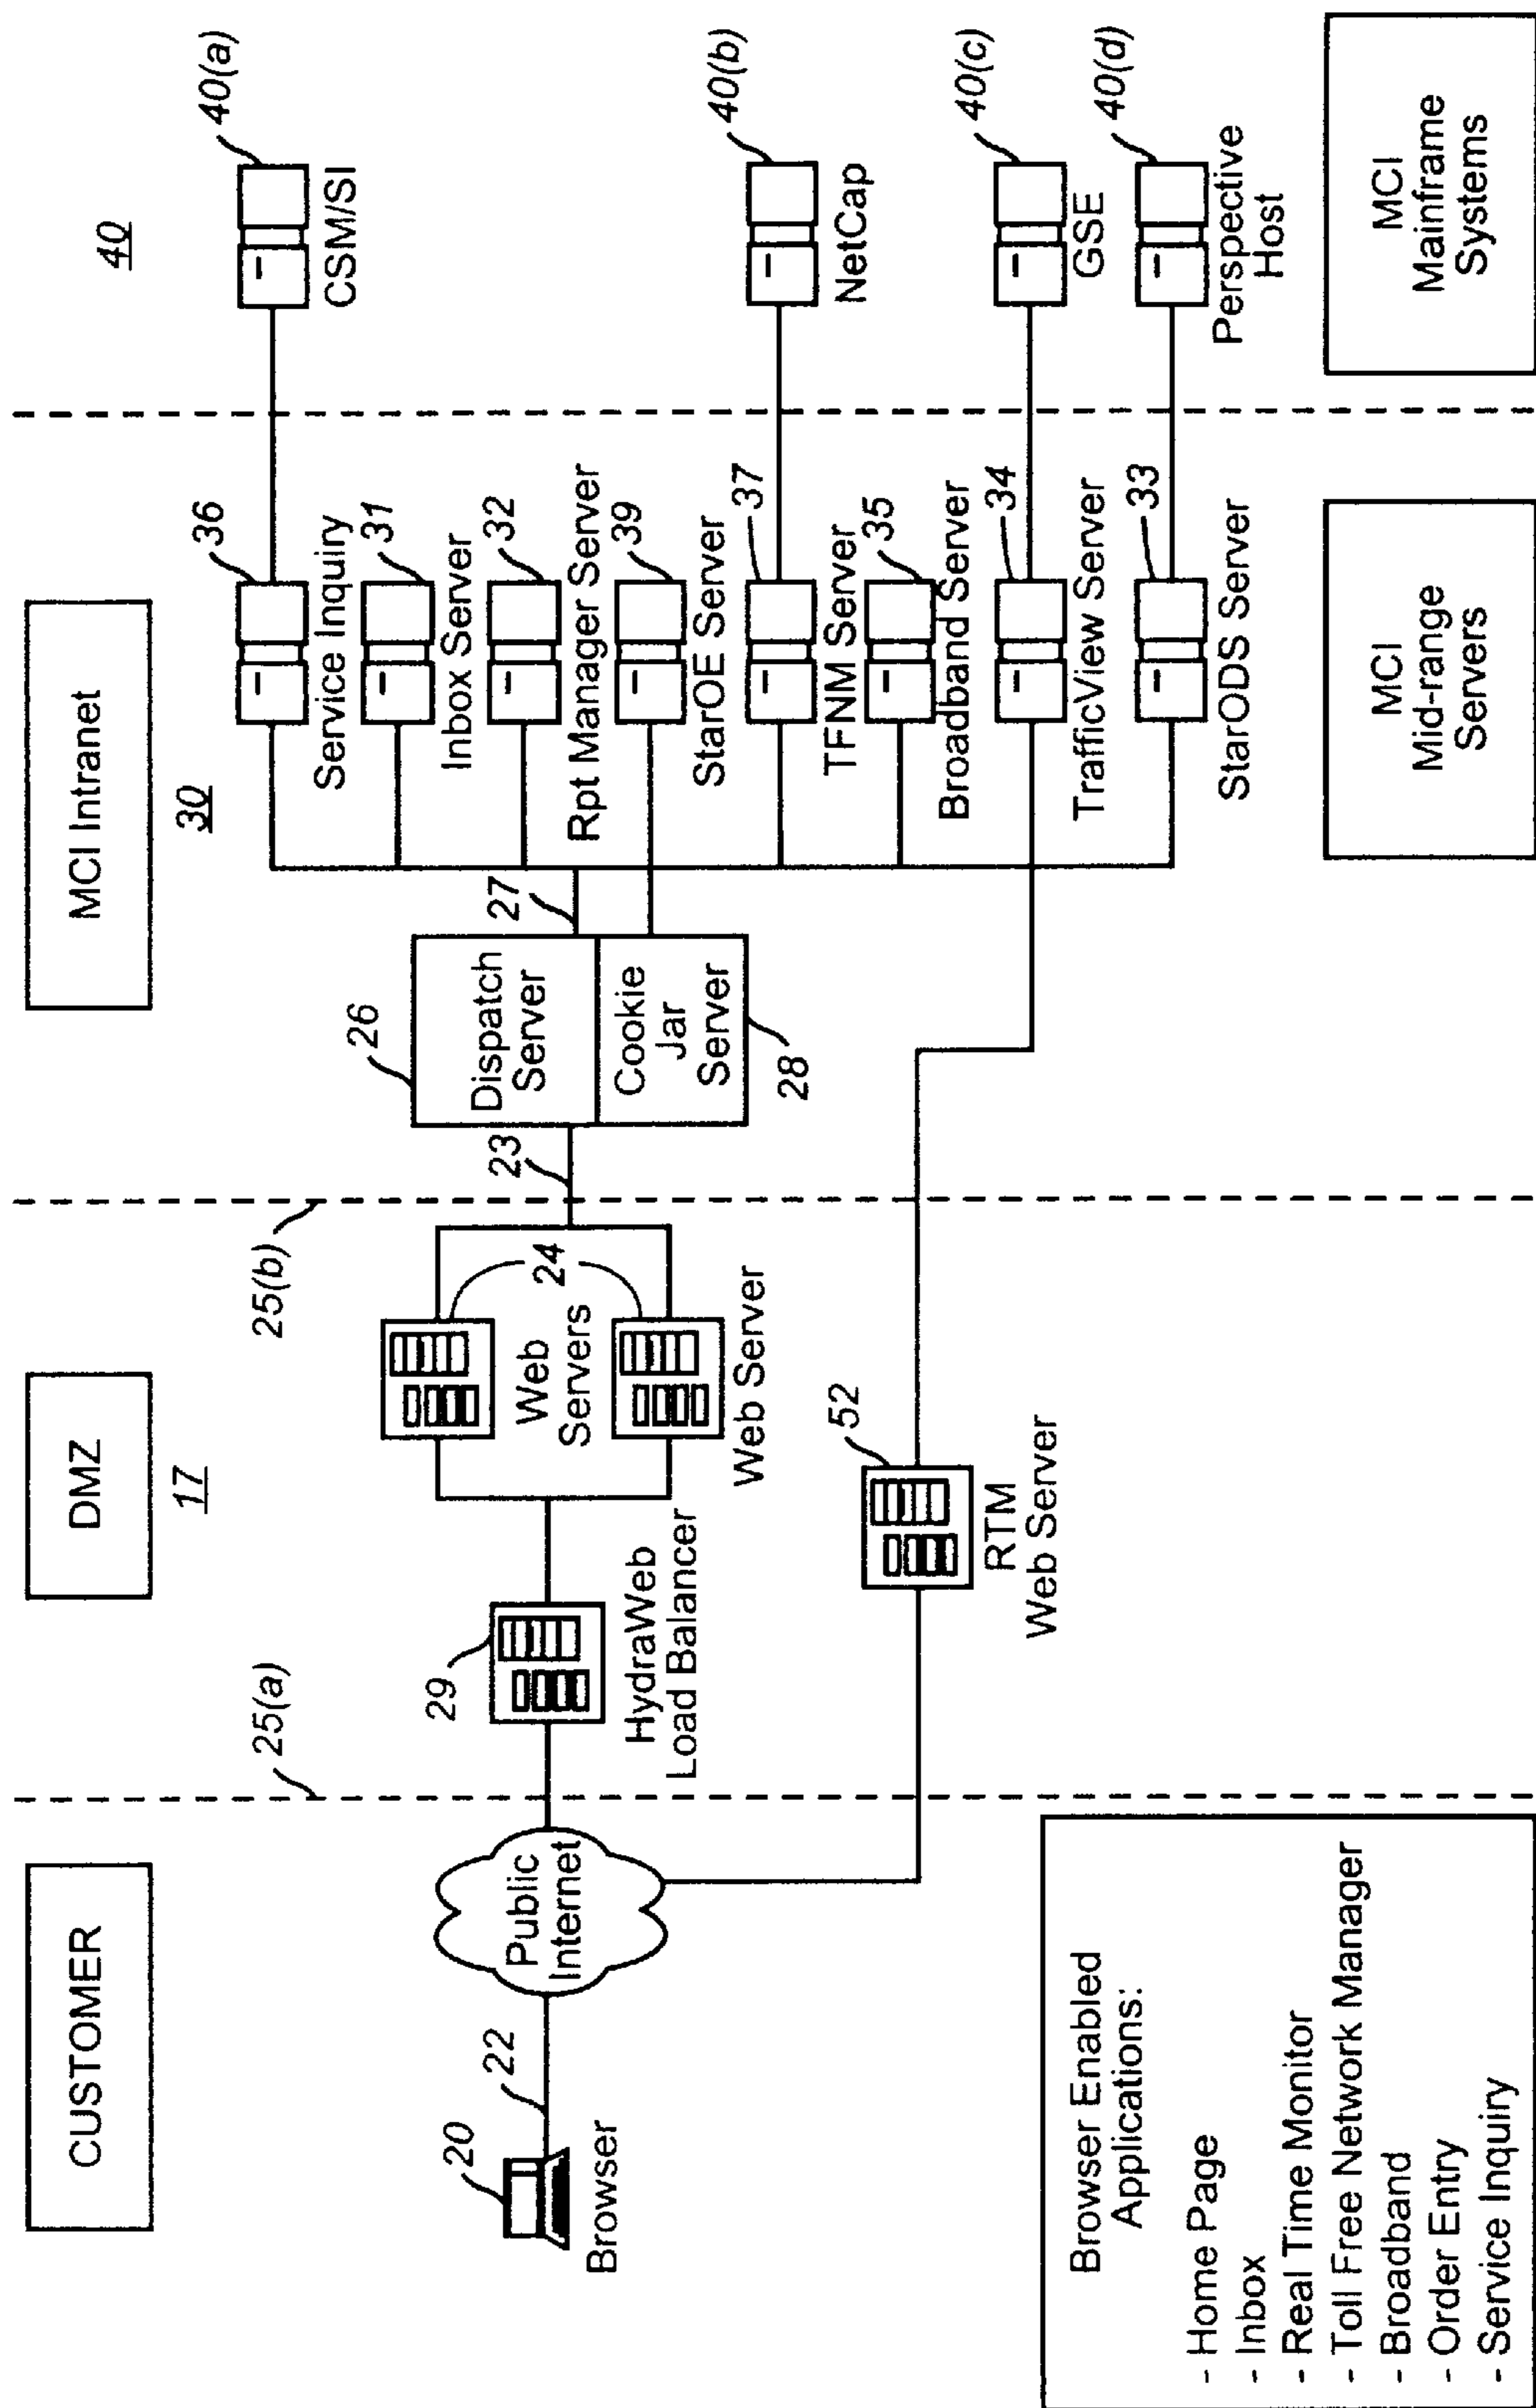 CUSTOMER
DMZ
MCI Intranet
17
30
40
25(a)
25(b)
20
22
Browser
Public
Internet
29
HydraWeb
Load Balancer
24
Web
Servers
Web Server
52
RTM
Web Server
23
26
Dispatch
Server
Cookie
Jar
Server
28
27
36
Service Inquiry
31
Inbox Server
32
Rpt Manager Server
39
StarOE Server
37
TFNM Server
35
Broadband Server
34
TrafficView Server
33
StarODS Server
40(a)
CSM/SI
40(b)
NetCap
40(c)
GSE
40(d)
Perspective
Host
Browser Enabled
Applications:
- Home Page
- Inbox
- Real Time Monitor
- Toll Free Network Manager
- Broadband
- Order Entry
- Service Inquiry
MCI
Mid-range
Servers
MCI
Mainframe
Systems